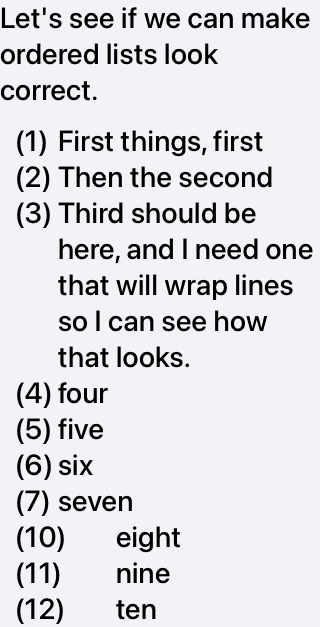 Let's see if we can make
ordered lists look
correct.
(1) First things, first
(2) Then the second
(3) Third should be
here, and I need one
that will wrap lines
so I can see how
that looks.
(4) four
(5) five
(6) six
(7) seven
(10) eight
(11) nine
(12) ten